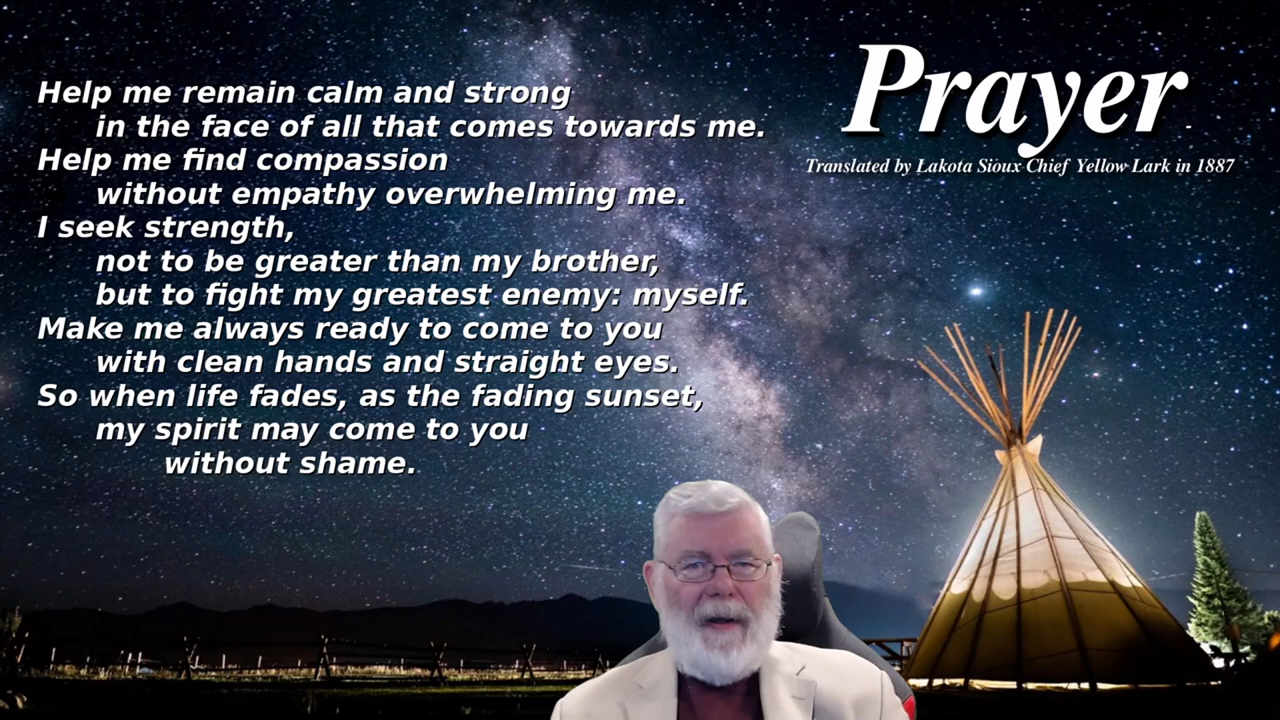 Prayer
Translated by Lakota Sioux Chief Yellow Lark in 1887
Help me remain calm and strong
in the face of all that comes towards me.
Help me find compassion
without empathy overwhelming me.
I seek strength,
not to be greater than my brother,
but to fight my greatest enemy: myself.
Make me always ready to come to you
with clean hands and straight eyes.
So when life fades, as the fading sunset,
my spirit may come to you
without shame.